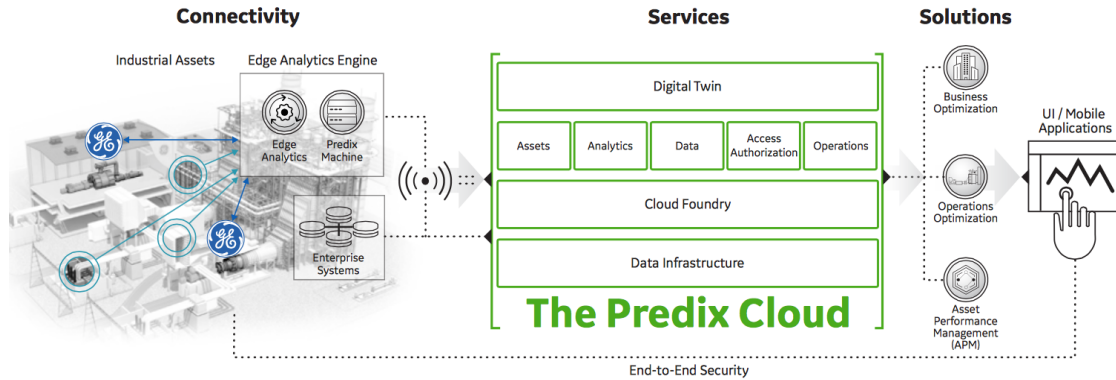 Connectivity
Services
Solutions
Industrial Assets
Edge Analytics Engine
Edge
Analytics
Predix
Machine
Enterprise
Systems
GE
GE
Digital Twin
Assets
Analytics
Data
Access
Authorization
Operations
Cloud Foundry
Data Infrastructure
The Predix Cloud
Business
Optimization
Operations
Optimization
Asset
Performance
Management
(APM)
UI / Mobile
Applications
End-to-End Security